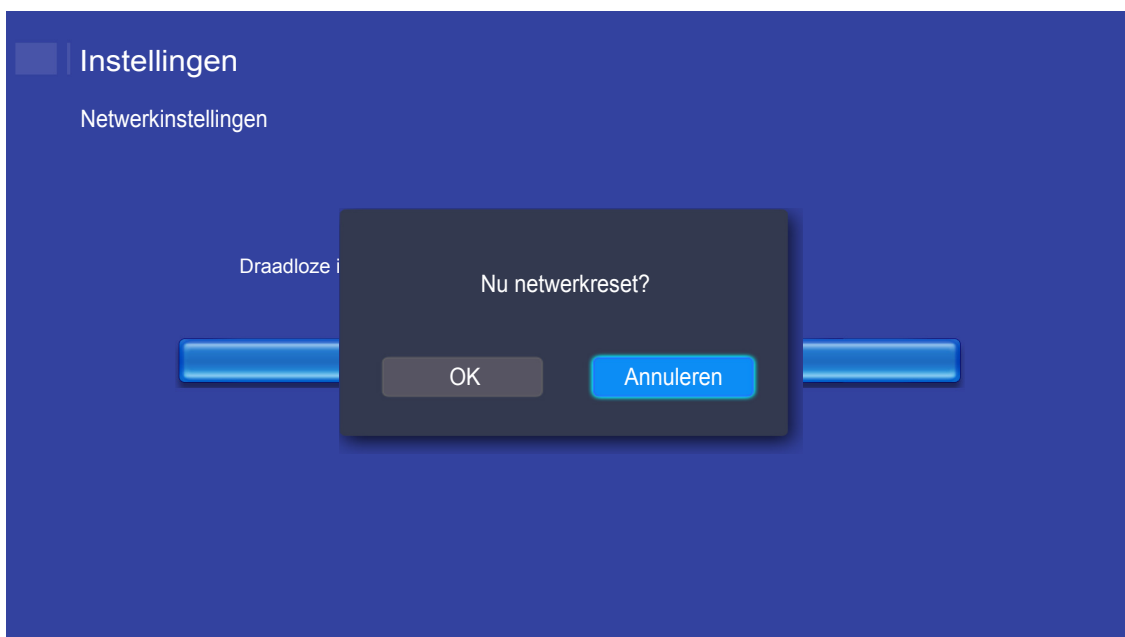 Instellingen
Netwerkinstellingen
Draadloze i
Nu netwerkreset?
OK Annuleren